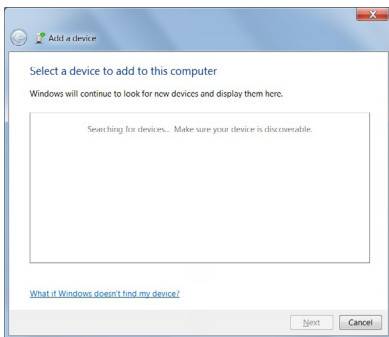 Add a device
Select a device to add to this computer
Windows will continue to look for new devices and display them here.
Searching for devices... Make sure your device is discoverable.
What if Windows doesn't find my device?
Next Cancel